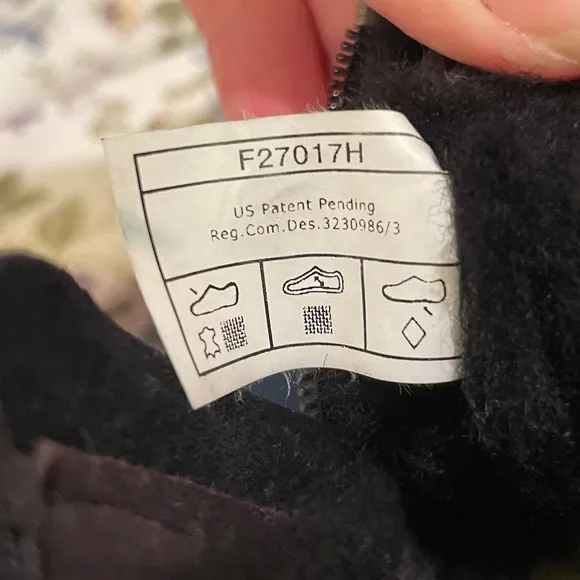 F27017H
US Patent Pending
Reg.Com.Des.3230986/3